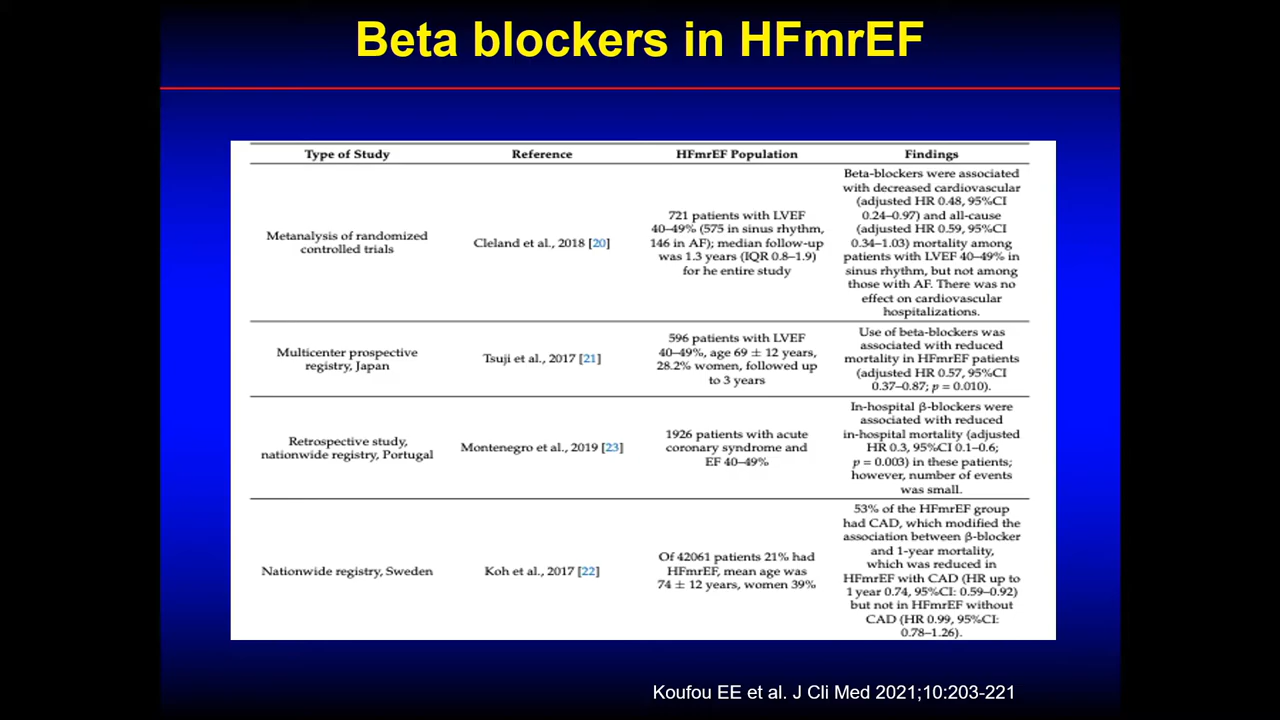 Beta blockers in HFmrEF
Type of Study
Reference
HFmrEF Population
Findings
Metanalysis of randomized
controlled trials
Cleland et al., 2018 [20]
721 patients with LVEF
40–49% (575 in sinus rhythm,
146 in AF); median follow-up
was 1.3 years (IQR 0.8–1.9)
for he entire study
Beta-blockers were associated
with decreased cardiovascular
(adjusted HR 0.48, 95%CI
0.24–0.97) and all-cause
(adjusted HR 0.59, 95%CI
0.34–1.03) mortality among
patients with LVEF 40–49% in
sinus rhythm, but not among
those with AF. There was no
effect on cardiovascular
hospitalizations.
Multicenter prospective
registry, Japan
Tsuji et al., 2017 [21]
596 patients with LVEF
40–49%, age 69 ± 12 years,
28.2% women, followed up
to 3 years
Use of beta-blockers was
associated with reduced
mortality in HFmrEF patients
(adjusted HR 0.57, 95%CI
0.37–0.87; p = 0.010).
Retrospective study,
nationwide registry, Portugal
Montenegro et al., 2019 [23]
1926 patients with acute
coronary syndrome and
EF 40–49%
In-hospital β-blockers were
associated with reduced
in-hospital mortality (adjusted
HR 0.3, 95%CI 0.1–0.6;
p = 0.003) in these patients;
however, number of events
was small.
Nationwide registry, Sweden
Koh et al., 2017 [22]
Of 42061 patients 21% had
HFmrEF, mean age was
74 ± 12 years, women 39%
53% of the HFmrEF group
had CAD, which modified the
association between β-blocker
and 1-year mortality,
which was reduced in
HFmrEF with CAD (HR up to
1 year 0.74, 95%CI: 0.59–0.92)
but not in HFmrEF without
CAD (HR 0.99, 95%CI:
0.78–1.26).
Koufou EE et al. J Cli Med 2021;10:203-221